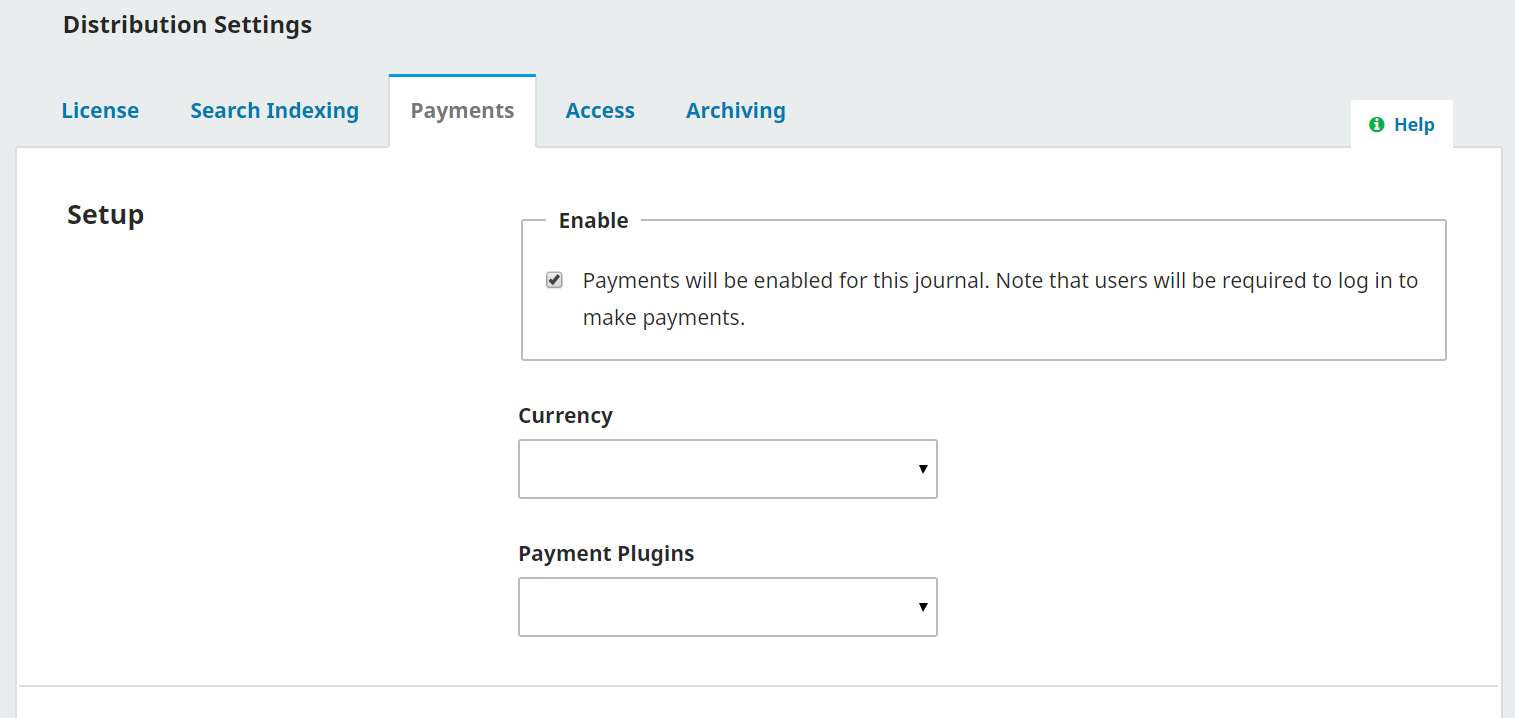 Distribution Settings
License
Search Indexing
Payments
Access
Archiving
Help
Setup
Enable
Payments will be enabled for this journal. Note that users will be required to log in to
make payments.
Currency
Payment Plugins